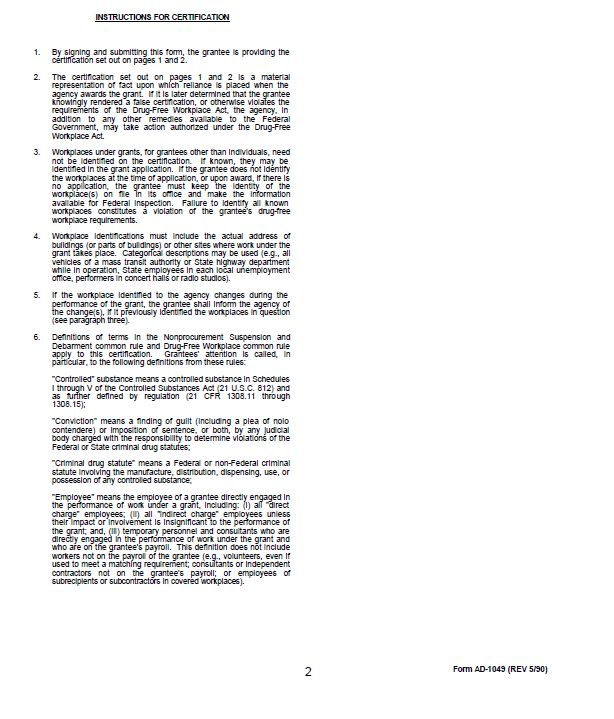 INSTRUCTIONS FOR CERTIFICATION
1. By signing and submitting this form, the grantee is providing the
certification set out on pages 1 and 2.
2. The certification set out on pages 1 and 2 is a material
representation of fact upon which reliance is placed when the
agency awards the grant. If it is later determined that the grantee
knowingly rendered a false certification, or otherwise violates the
requirements of the Drug-Free Workplace Act, the agency, in
addition to any other remedies available to the Federal
Government, may take action authorized under the Drug-Free
Workplace Act.
3. Workplaces under grants, for grantees other than individuals, need
not be identified on the certification. If known, they may be
identified in the grant application. If the grantee does not identify
the workplaces at the time of application, or upon award, if there is
no application, the grantee must keep the identity of the
workplace(s) on file in its office and make the information
available for Federal inspection. Failure to identify all known
workplaces constitutes a violation of the grantee's drug-free
workplace requirements.
4. Workplace identifications must include the actual address of
buildings (or parts of buildings) or other sites where work under the
grant takes place. Categorical descriptions may be used (e.g., all
vehicles of a mass transit authority or State highway department
while in operation, State employees in each local unemployment
office, performers in concert halls or radio studios).
5. If the workplace identified to the agency changes during the
performance of the grant, the grantee shall inform the agency of
the change(s), if it previously identified the workplaces in question
(see paragraph three).
6. Definitions of terms in the Nonprocurement Suspension and
Debarment common rule and Drug-Free Workplace common rule
apply to this certification. Grantees' attention is called, in
particular, to the following definitions from these rules:
"Controlled" substance means a controlled substance in Schedules
I through V of the Controlled Substances Act (21 U.S.C. 812) and
as further defined by regulation (21 CFR 1308.11 through
1308.15);
"Conviction" means a finding of guilt (including a plea of nolo
contendere) or imposition of sentence, or both, by any judicial
body charged with the responsibility to determine violations of the
Federal or State criminal drug statutes;
"Criminal drug statute" means a Federal or non-Federal criminal
statute involving the manufacture, distribution, dispensing, use, or
possession of any controlled substance;
"Employee" means the employee of a grantee directly engaged in
the performance of work under a grant, including: (i) all "direct
charge" employees; (ii) all "indirect charge" employees unless
their impact or involvement is insignificant to the performance of
the grant; and, (iii) temporary personnel and consultants who are
directly engaged in the performance of work under the grant and
who are on the grantee's payroll. This definition does not include
workers not on the payroll of the grantee (e.g., volunteers, even if
used to meet a matching requirement; consultants or independent
contractors not on the grantee's payroll; or employees of
subrecipients or subcontractors in covered workplaces).
2
Form AD-1049 (REV 5/90)